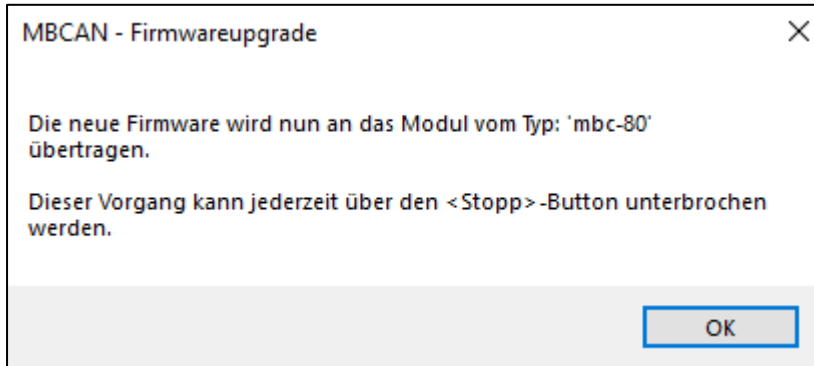 MBCAN - Firmwareupgrade
Die neue Firmware wird nun an das Modul vom Typ: 'mbc-80'
übertragen.
Dieser Vorgang kann jederzeit über den <Stopp>-Button unterbrochen
werden.
OK